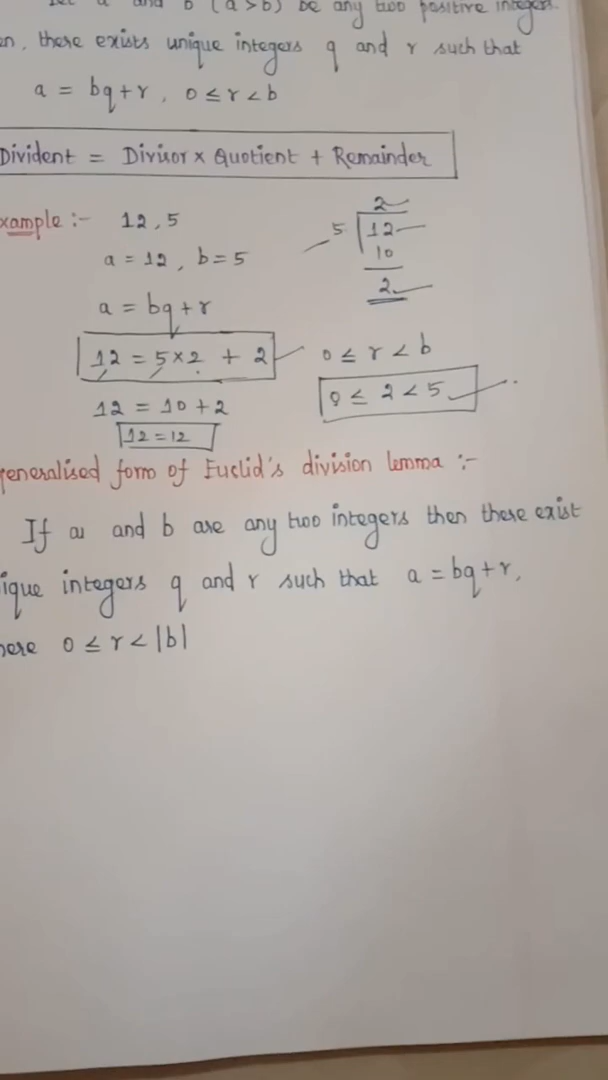 a and b (a>b) be any two positive integers.
, there exists unique integers q and r such that
a = bq+r, 0 ≤ r < b
Divident = Divisor × Quotient + Remainder
xample :- 12, 5
a = 12, b = 5
a = bq+r
12 = 5×2 + 2
12 = 10+2
12 = 12
2
5 12
10
2
0 ≤ r < b
0 ≤ 2 < 5
eneralised form of Euclid's division lemma :-
If a and b are any two integers then there exist
ique integers q and r such that a = bq+r,
here 0 ≤ r < |b|